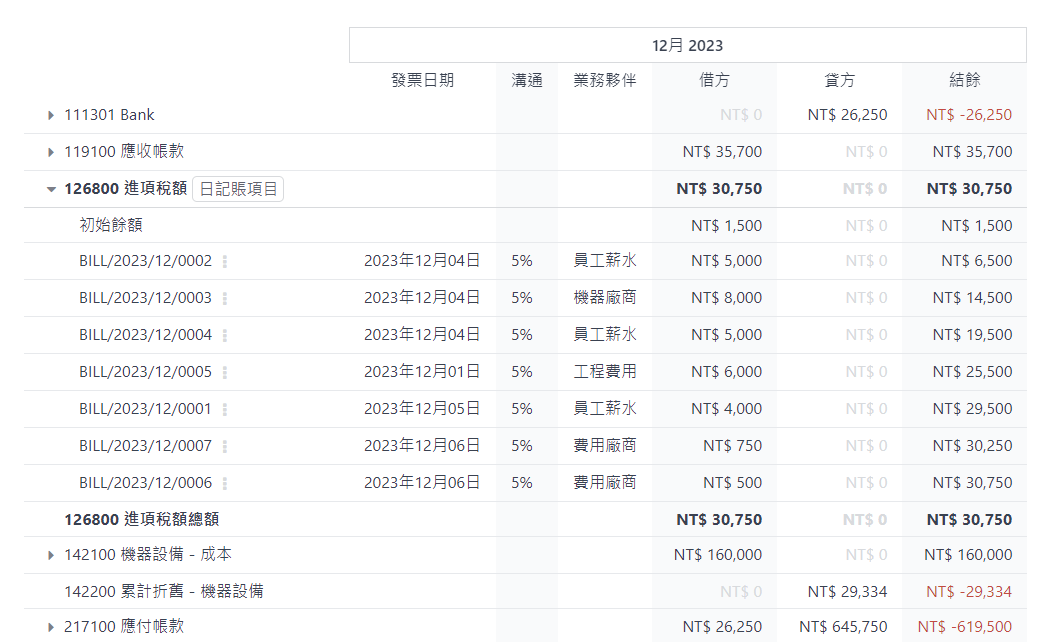 12月 2023
發票日期 溝通 業務夥伴 借方 貸方 結餘
111301 Bank NT$ 0 NT$ 26,250 NT$ -26,250
119100 應收帳款 NT$ 35,700 NT$ 0 NT$ 35,700
126800 進項稅額 日記賬項目 NT$ 30,750 NT$ 0 NT$ 30,750
初始餘額 NT$ 1,500 NT$ 0 NT$ 1,500
BILL/2023/12/0002 2023年12月04日 5% 員工薪水 NT$ 5,000 NT$ 0 NT$ 6,500
BILL/2023/12/0003 2023年12月04日 5% 機器廠商 NT$ 8,000 NT$ 0 NT$ 14,500
BILL/2023/12/0004 2023年12月04日 5% 員工薪水 NT$ 5,000 NT$ 0 NT$ 19,500
BILL/2023/12/0005 2023年12月01日 5% 工程費用 NT$ 6,000 NT$ 0 NT$ 25,500
BILL/2023/12/0001 2023年12月05日 5% 員工薪水 NT$ 4,000 NT$ 0 NT$ 29,500
BILL/2023/12/0007 2023年12月06日 5% 費用廠商 NT$ 750 NT$ 0 NT$ 30,250
BILL/2023/12/0006 2023年12月06日 5% 費用廠商 NT$ 500 NT$ 0 NT$ 30,750
126800 進項稅額總額 NT$ 30,750 NT$ 0 NT$ 30,750
142100 機器設備 - 成本 NT$ 160,000 NT$ 0 NT$ 160,000
142200 累計折舊 - 機器設備 NT$ 0 NT$ 29,334 NT$ -29,334
217100 應付帳款 NT$ 26,250 NT$ 645,750 NT$ -619,500